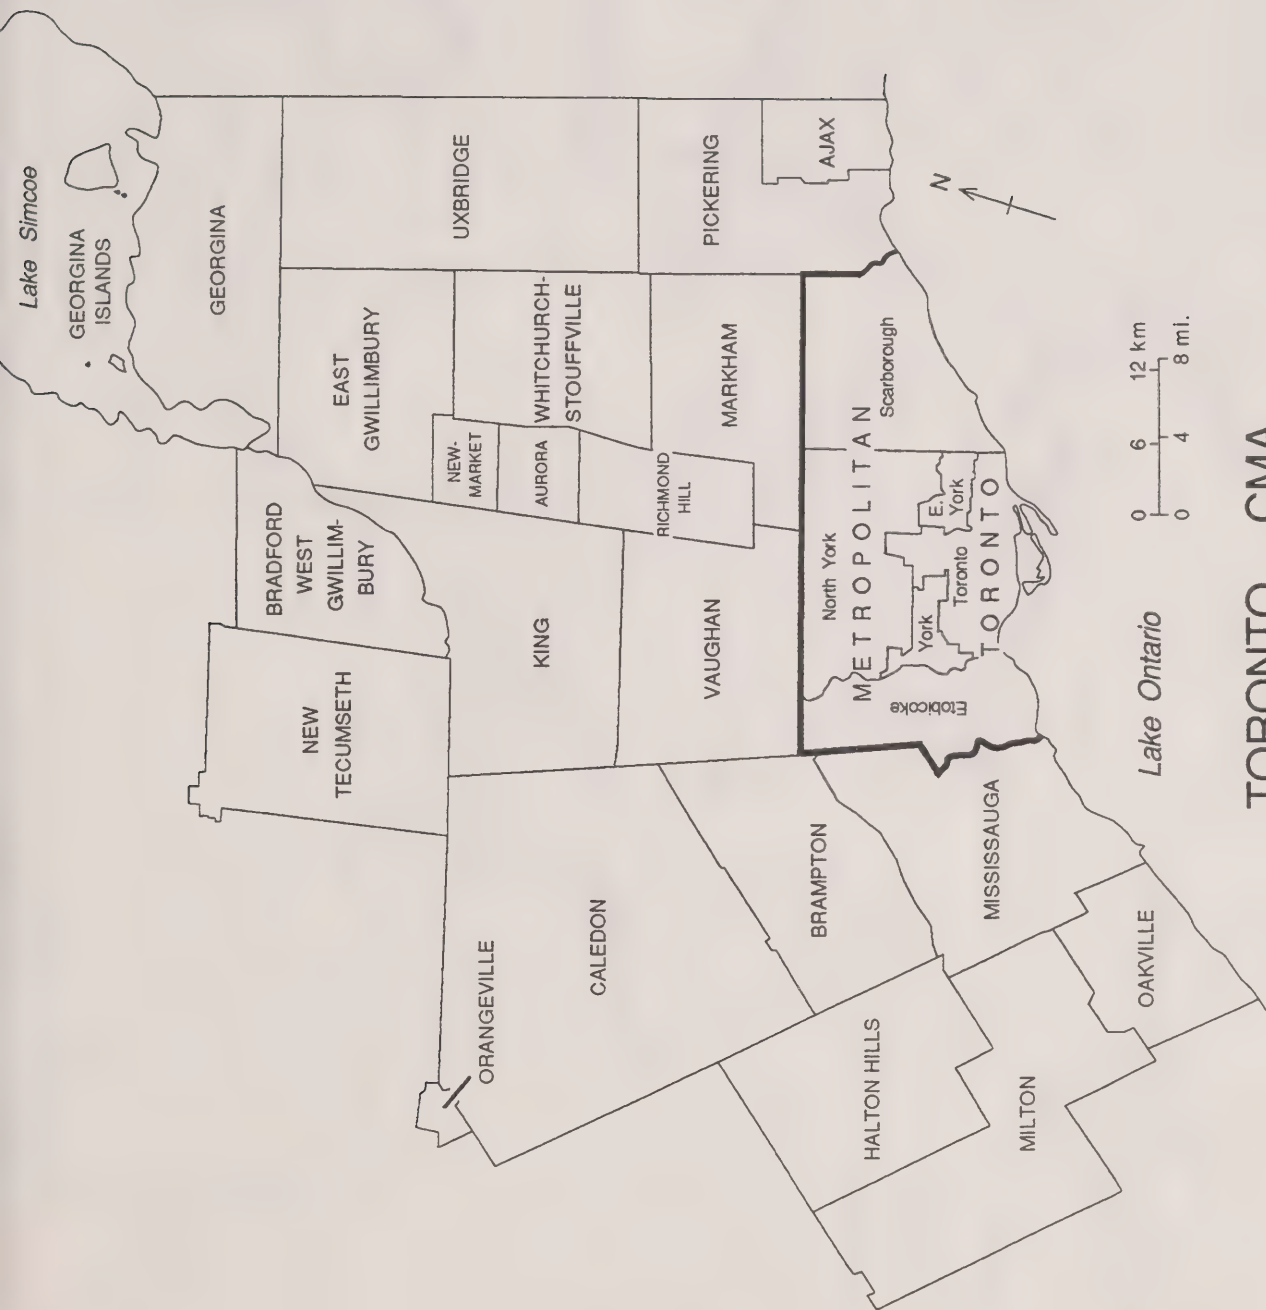 Lake Simcoe
GEORGINA
ISLANDS
GEORGINA
BRADFORD
WEST
GWILLIM-
BURY
EAST
GWILLIMBURY
UXBRIDGE
NEW
TECUMSETH
NEW-
MARKET
WHITCHURCH-
STOUFFVILLE
AURORA
KING
ORANGEVILLE
CALEDON
RICHMOND
HILL
VAUGHAN
MARKHAM
PICKERING
AJAX
BRAMPTON
North York
METROPOLITAN
Scarborough
York
E.
York
Toronto
TORONTO
Etobicoke
HALTON HILLS
MISSISSAUGA
MILTON
OAKVILLE
N
0 6 12 km
0 4 8 mi.
Lake Ontario
TORONTO CMA